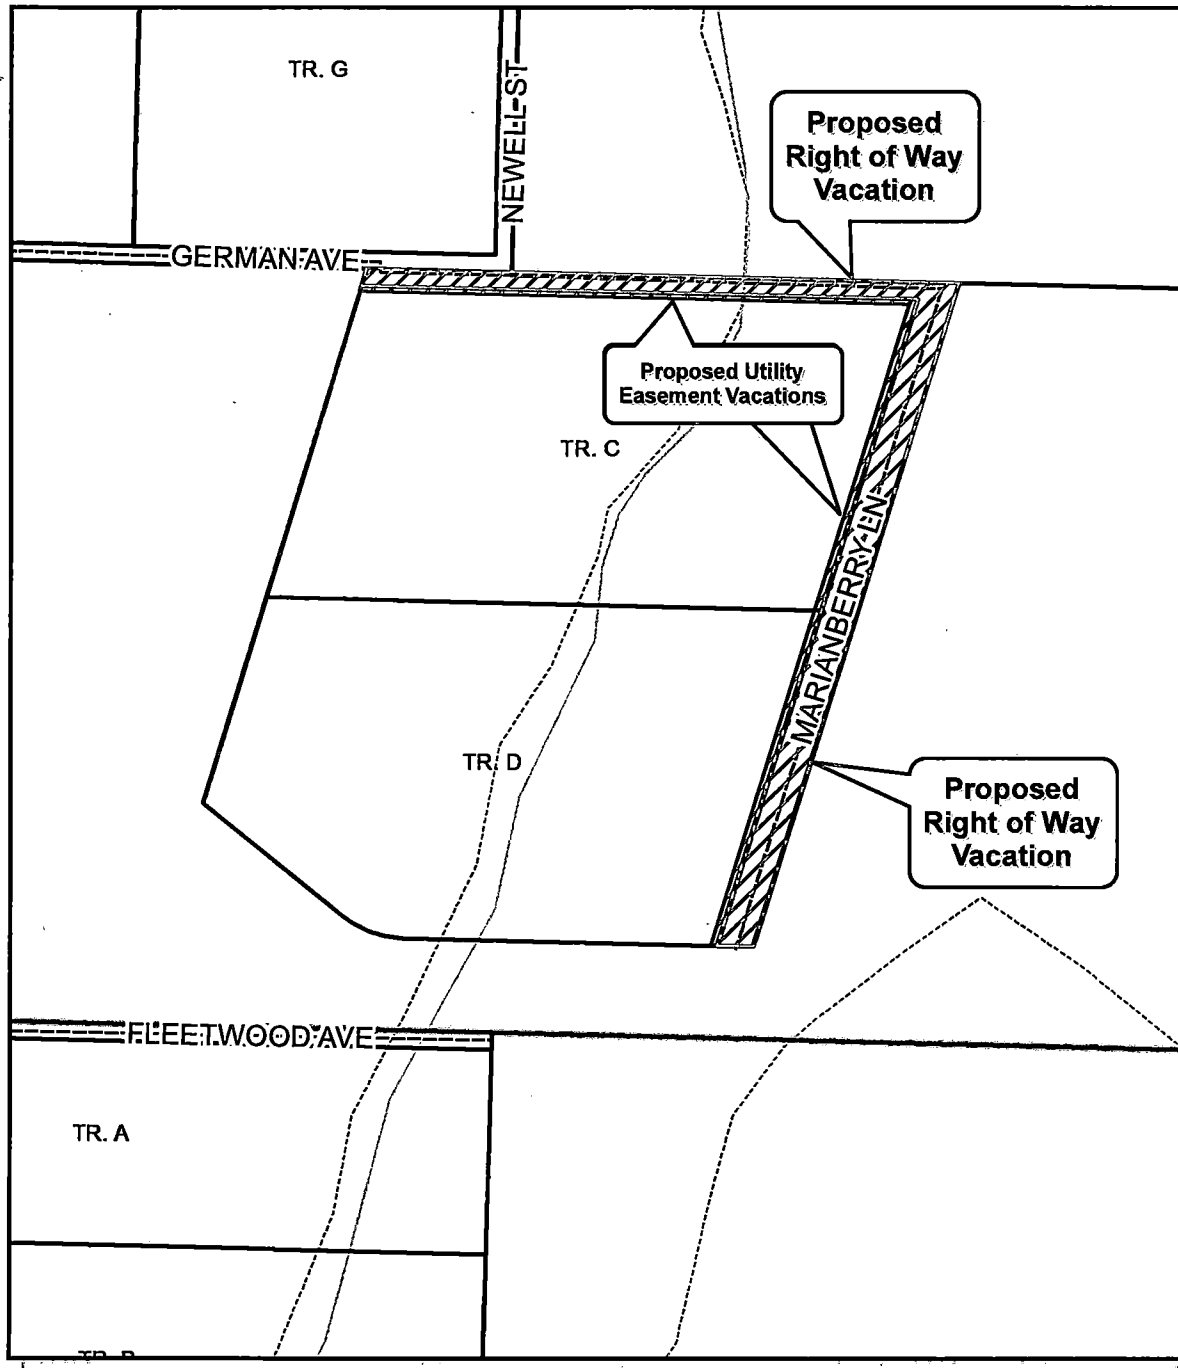 TR. G
NEWELL ST
Proposed
Right of Way
Vacation
GERMAN AVE
Proposed Utility
Easement Vacations
TR. C
MARIANBERRY LN
TR. D
Proposed
Right of Way
Vacation
FLEETWOOD AVE
TR. A